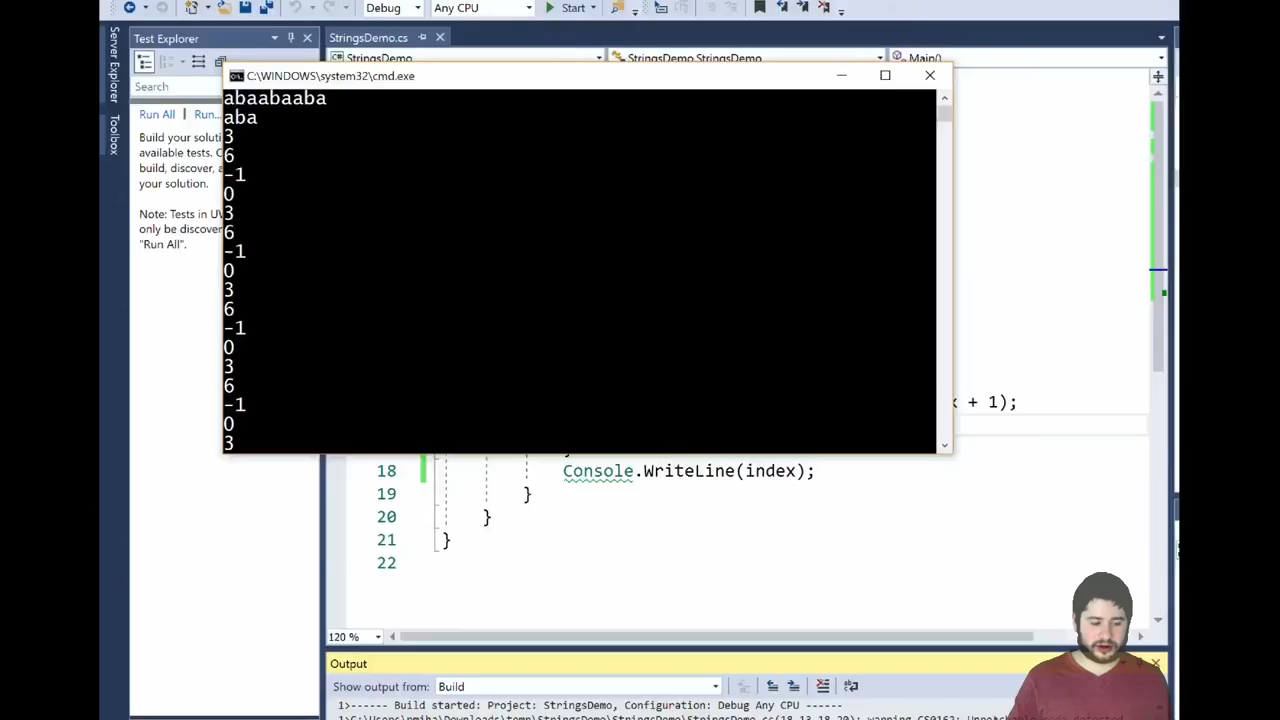 Debug Any CPU Start
Test Explorer
StringsDemo.cs
StringsDemo StringsDemo.StringsDemo Main()
Server Explorer
Toolbox
Search
Run All | Run...
Build your soluti
available tests. C
build, discover, a
your solution.
Note: Tests in UV
only be discover
"Run All".
C:\WINDOWS\system32\cmd.exe
abaabaaba
aba
3
6
-1
0
3
6
-1
0
3
6
-1
0
3
6
-1
0
3
x + 1);
18 Console.WriteLine(index);
19 }
20 }
21 }
22
120 %
Output
Show output from: Build
1>------ Build started: Project: StringsDemo, Configuration: Debug Any CPU